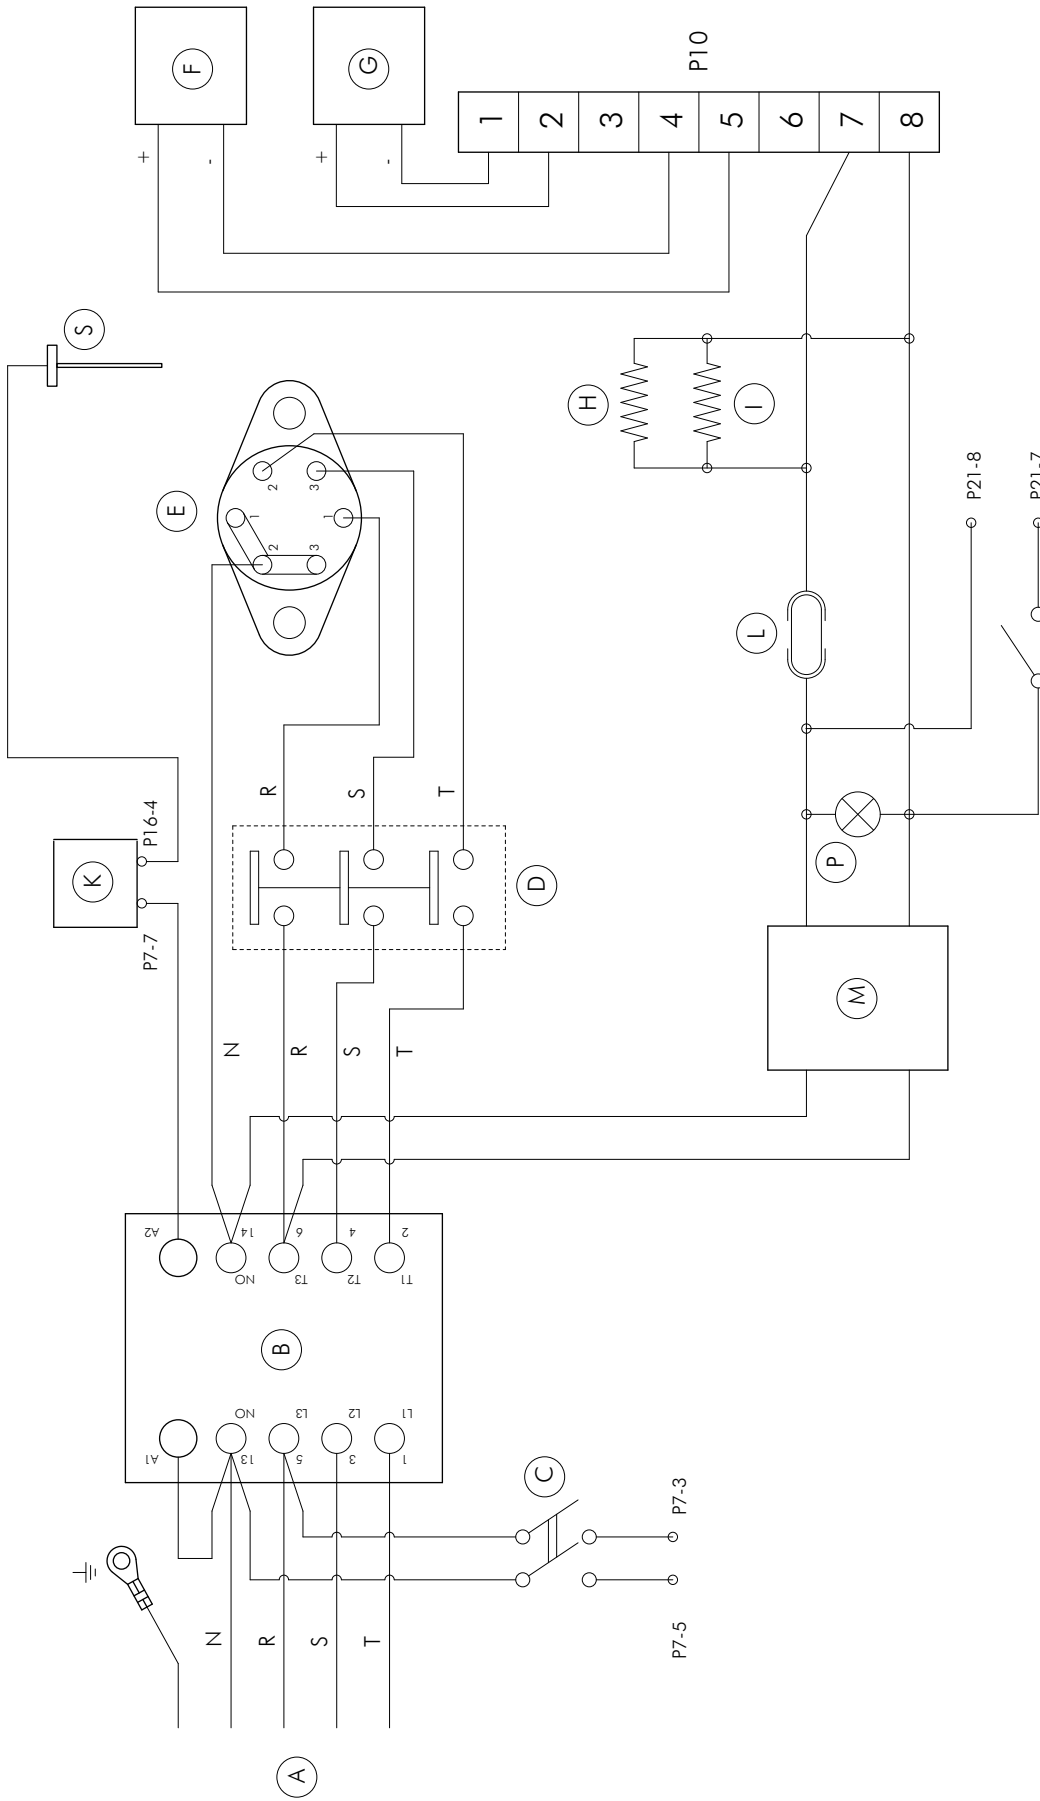 A
N
R
S
T
B
A1
13
NO
5
L3
3
L2
1
L1
A2
14
NO
6
T3
4
T2
2
T1
C
P7-3
P7-5
K
P7-7
P16-4
S
N
R
S
T
D
R
S
T
E
1
2
3
2
3
1
F
+
-
G
+
-
P10
1
2
3
4
5
6
7
8
H
I
L
M
P
P21-8
P21-7